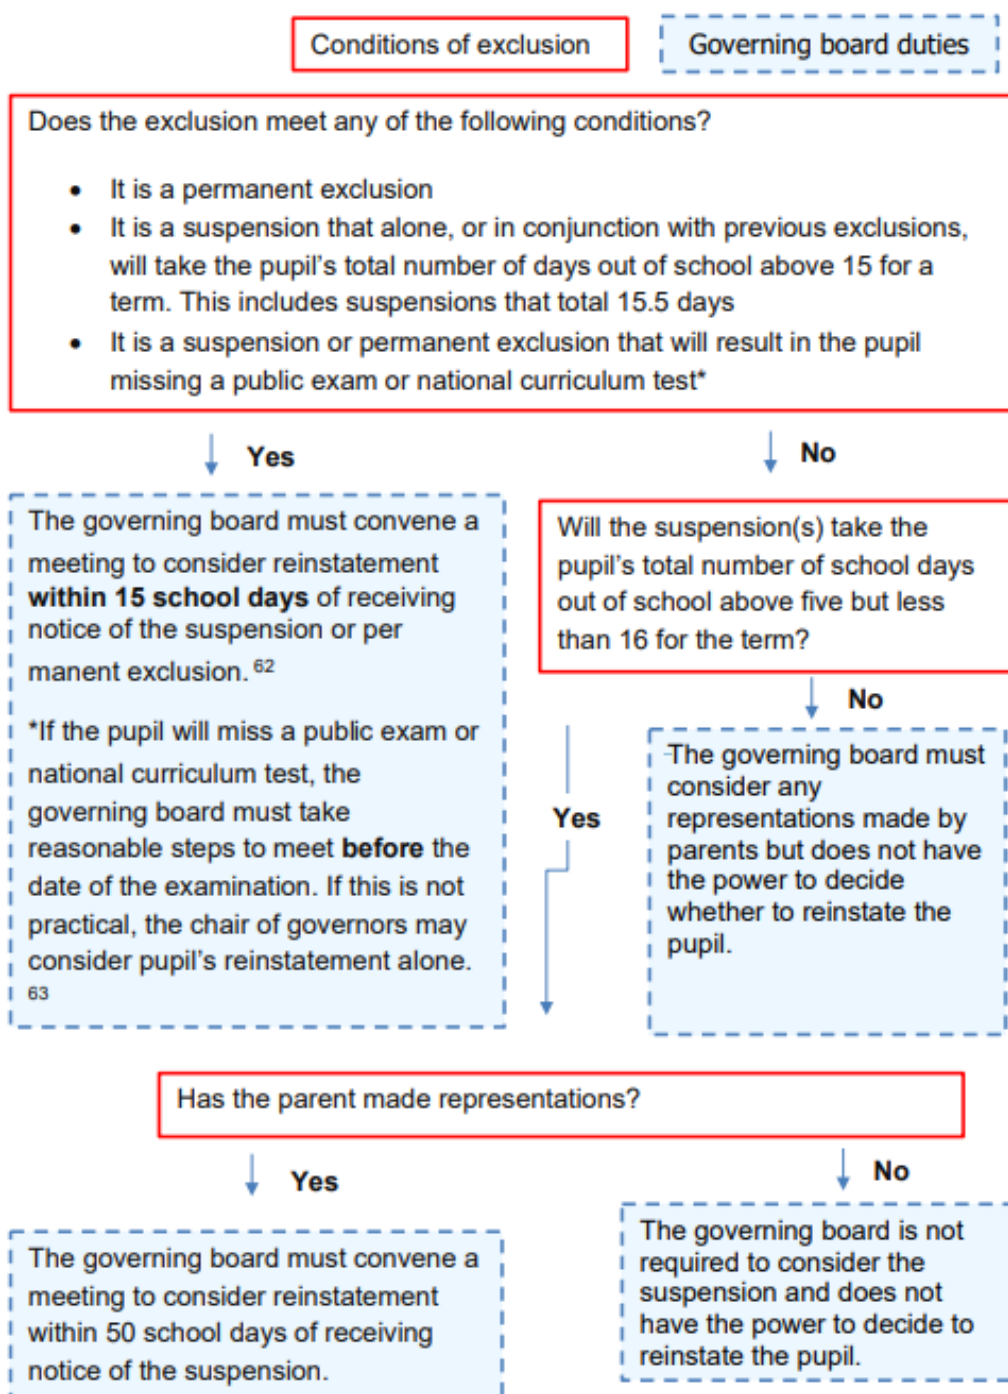 Conditions of exclusion
Governing board duties
Does the exclusion meet any of the following conditions?
• It is a permanent exclusion
• It is a suspension that alone, or in conjunction with previous exclusions,
will take the pupil's total number of days out of school above 15 for a
term. This includes suspensions that total 15.5 days
• It is a suspension or permanent exclusion that will result in the pupil
missing a public exam or national curriculum test*
Yes
No
The governing board must convene a
meeting to consider reinstatement
within 15 school days of receiving
notice of the suspension or per
manent exclusion. 62
*If the pupil will miss a public exam or
national curriculum test, the
governing board must take
reasonable steps to meet before the
date of the examination. If this is not
practical, the chair of governors may
consider pupil's reinstatement alone.
63
Will the suspension(s) take the
pupil's total number of school days
out of school above five but less
than 16 for the term?
No
Yes
The governing board must
consider any
representations made by
parents but does not have
the power to decide
whether to reinstate the
pupil.
Has the parent made representations?
Yes
No
The governing board must convene a
meeting to consider reinstatement
within 50 school days of receiving
notice of the suspension.
The governing board is not
required to consider the
suspension and does not
have the power to decide to
reinstate the pupil.